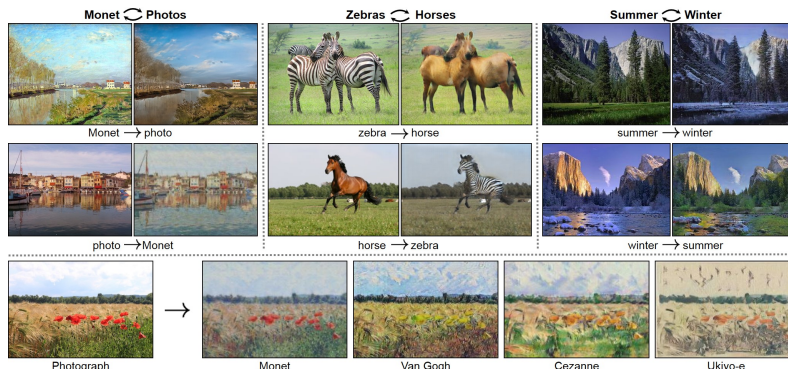 Monet Photos
Zebras Horses
Summer Winter
Monet → photo
zebra → horse
summer → winter
photo → Monet
horse → zebra
winter → summer
Photograph
Monet
Van Gogh
Cezanne
Ukiyo-e